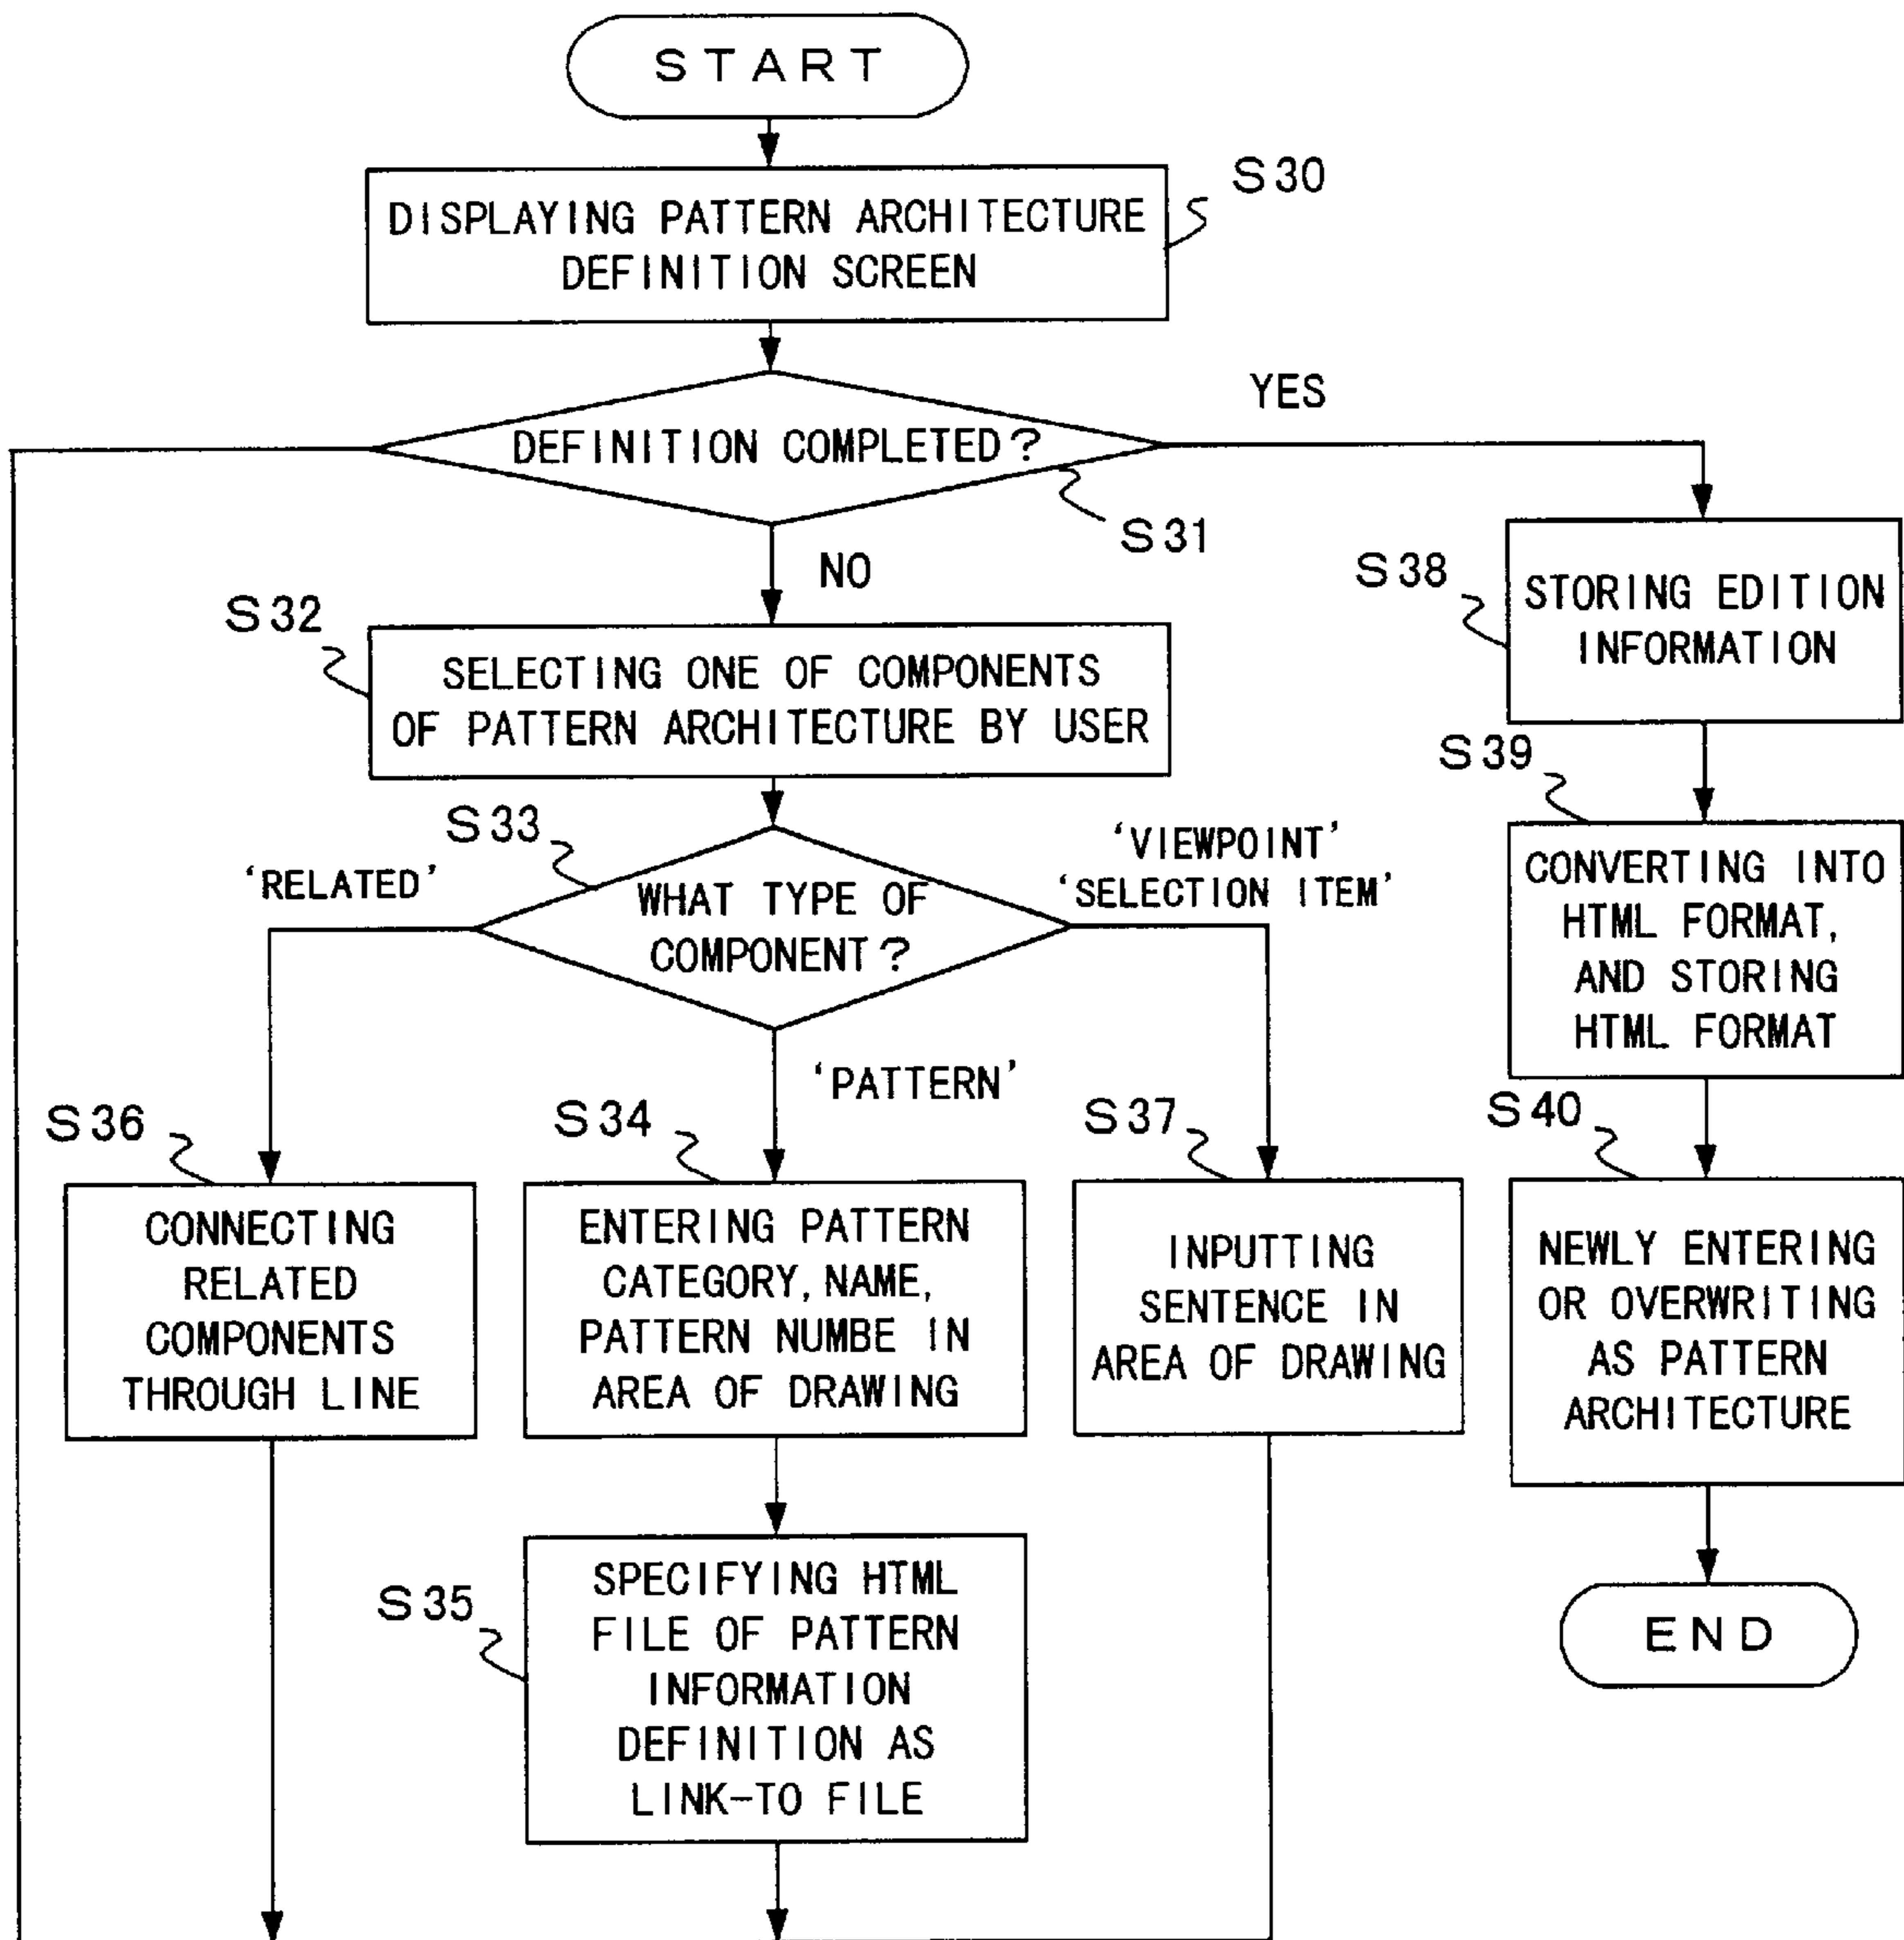 START
S30
DISPLAYING PATTERN ARCHITECTURE
DEFINITION SCREEN
YES
DEFINITION COMPLETED?
S31
NO
S32
SELECTING ONE OF COMPONENTS
OF PATTERN ARCHITECTURE BY USER
S38
STORING EDITION
INFORMATION
S33
'RELATED'
WHAT TYPE OF
COMPONENT?
'VIEWPOINT'
'SELECTION ITEM'
S39
CONVERTING INTO
HTML FORMAT,
AND STORING
HTML FORMAT
'PATTERN'
S36
CONNECTING
RELATED
COMPONENTS
THROUGH LINE
S34
ENTERING PATTERN
CATEGORY, NAME,
PATTERN NUMBE IN
AREA OF DRAWING
S37
INPUTTING
SENTENCE IN
AREA OF DRAWING
S40
NEWLY ENTERING
OR OVERWRITING
AS PATTERN
ARCHITECTURE
S35
SPECIFYING HTML
FILE OF PATTERN
INFORMATION
DEFINITION AS
LINK-TO FILE
END